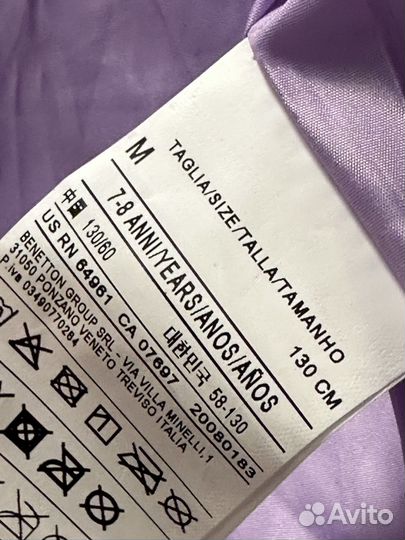 TAGLIA/SIZE/TALLA/TAMANHO
M 130 CM
7-8 ANNI/YEARS/ANOS/AÑOS
中国 130/60 대한민국 58-130
US RN 64961 CA 07697 20080183
BENETTON GROUP SRL - VIA VILLA MINELLI,1
31050 PONZANO VENETO TREVISO ITALIA
P.iva 03490770284
Avito